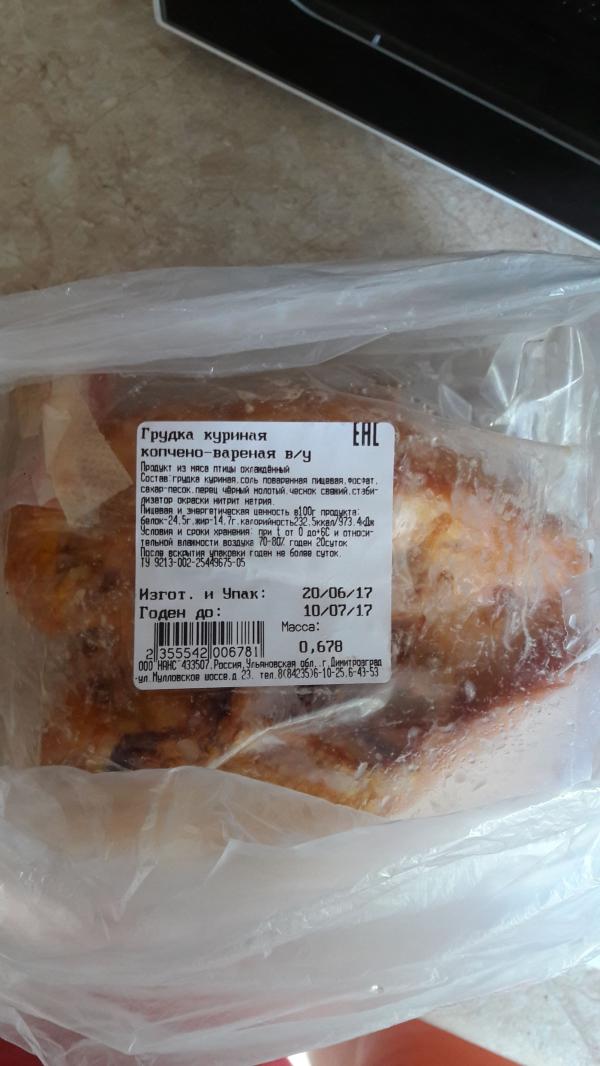 Грудка куриная
EAC
копчено-вареная в/у
Продукт из мяса птицы охлаждённый
Состав:грудка куриная,соль поваренная пищевая,фосфат,
сахар-песок,перец чёрный молотый,чеснок свежий,стаби-
лизатор окраски нитрит натрия.
Пищевая и энергетическая ценность в100г продукта:
белок-24,5г,жир-14,7г,калорийность232,5ккал/973,4кДж
Условия и сроки хранения: при t от 0 до+6С и относи-
тельной влажности воздуха 70-80% годен 20суток
После вскрытия упаковки годен не более суток.
ТУ 9213-002-25449675-05
Изгот. и Упак: 20/06/17
Годен до: 10/07/17
Масса:
0,678
2 355542 006781
ООО НАНС 433507,Россия,Ульяновская обл.,г.Димитровград
ул.Мулловское шоссе,д 23. тел.8(84235)6-10-25,6-43-53